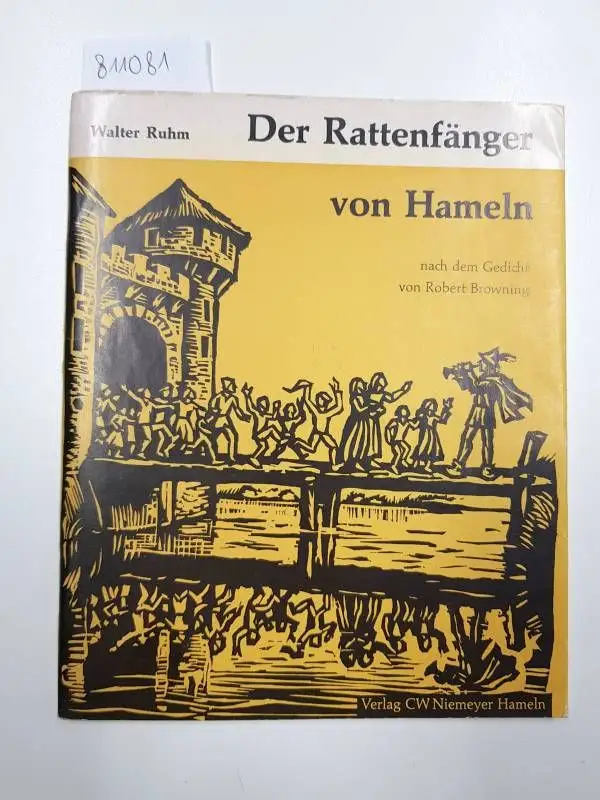 811081
Walter Ruhm
Der Rattenfänger
von Hameln
nach dem Gedicht
von Robert Browning
Verlag CW Niemeyer Hameln